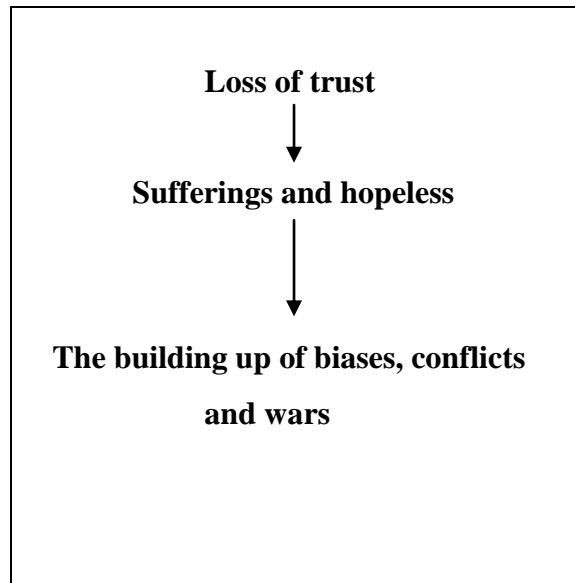 Loss of trust
Sufferings and hopeless
The building up of biases, conflicts
and wars